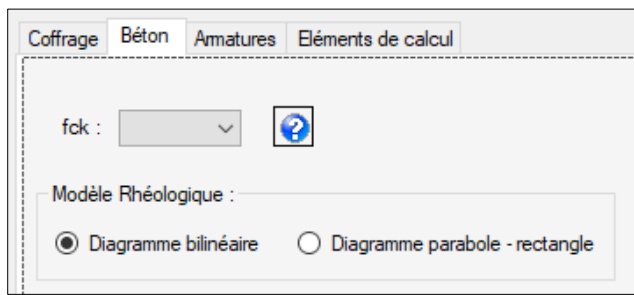 Coffrage Béton Armatures Eléments de calcul
fck :
Modèle Rhéologique :
Diagramme bilinéaire Diagramme parabole - rectangle